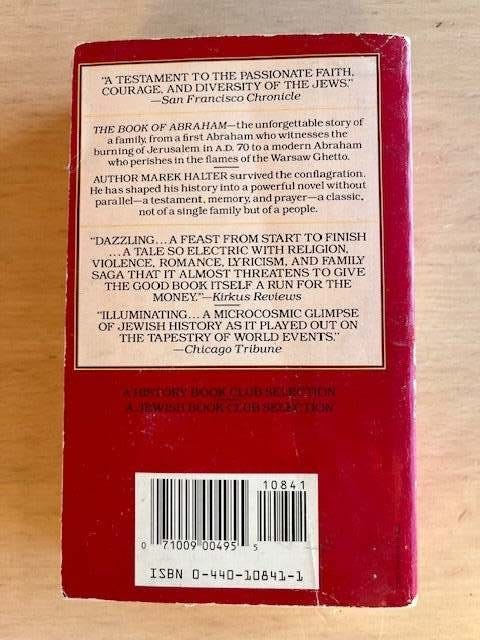 "A TESTAMENT TO THE PASSIONATE FAITH,
COURAGE, AND DIVERSITY OF THE JEWS."
—San Francisco Chronicle
THE BOOK OF ABRAHAM—the unforgettable story of
a family, from a first Abraham who witnesses the
burning of Jerusalem in A.D. 70 to a modern Abraham
who perishes in the flames of the Warsaw Ghetto.
AUTHOR MAREK HALTER survived the conflagration.
He has shaped his history into a powerful novel without
parallel—a testament, memory, and prayer—a classic,
not of a single family but of a people.
"DAZZLING...A FEAST FROM START TO FINISH
...A TALE SO ELECTRIC WITH RELIGION,
VIOLENCE, ROMANCE, LYRICISM, AND FAMILY
SAGA THAT IT ALMOST THREATENS TO GIVE
THE GOOD BOOK ITSELF A RUN FOR THE
MONEY."—Kirkus Reviews
"ILLUMINATING...A MICROCOSMIC GLIMPSE
OF JEWISH HISTORY AS IT PLAYED OUT ON
THE TAPESTRY OF WORLD EVENTS."
—Chicago Tribune
A HISTORY BOOK CLUB SELECTION
A JEWISH BOOK CLUB SELECTION
10841
0 71009 00495 5
ISBN 0-440-10841-1